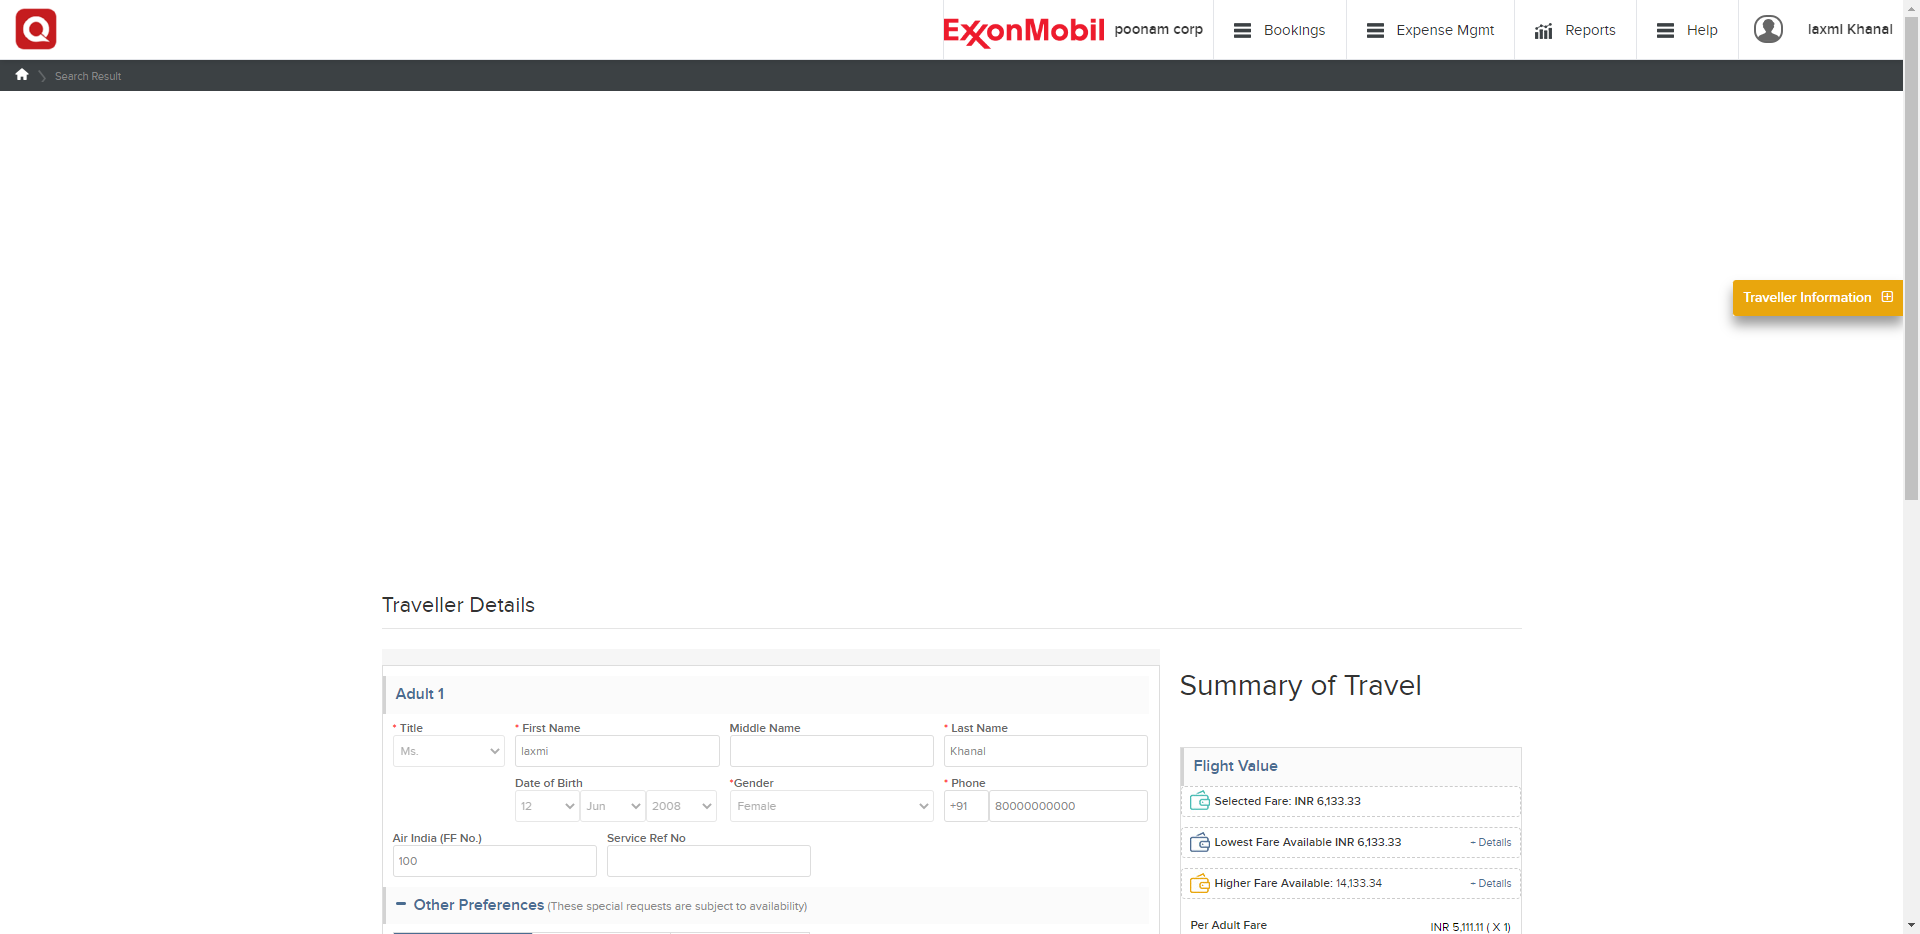 Q
ExxonMobil poonam corp Bookings Expense Mgmt Reports Help laxmi Khanal
Search Result
Traveller Information
Traveller Details
Adult 1
* Title * First Name Middle Name * Last Name
Ms. laxmi Khanal
Date of Birth *Gender * Phone
12 Jun 2008 Female +91 80000000000
Air India (FF No.) Service Ref No
100
Other Preferences (These special requests are subject to availability)
Summary of Travel
Flight Value
Selected Fare: INR 6,133.33
Lowest Fare Available INR 6,133.33 + Details
Higher Fare Available: 14,133.34 + Details
Per Adult Fare INR 5,111.11 ( X 1)